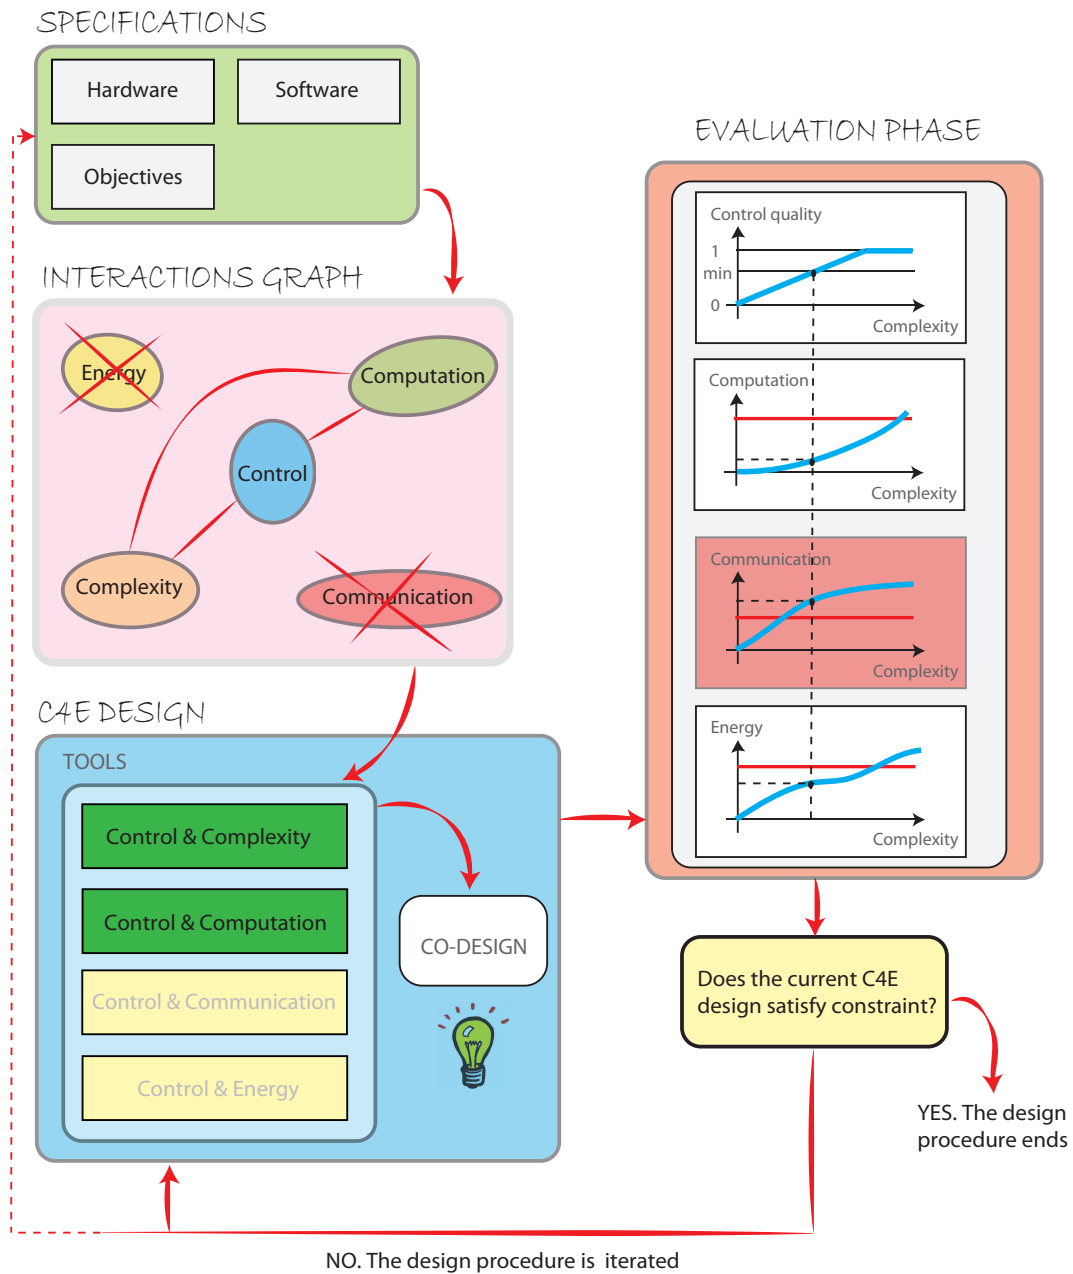 SPECIFICATIONS
Hardware
Software
Objectives
INTERACTIONS GRAPH
Energy
Computation
Control
Complexity
Communication
C4E DESIGN
TOOLS
Control & Complexity
Control & Computation
Control & Communication
Control & Energy
CO-DESIGN
EVALUATION PHASE
Control quality
1
min
0
Complexity
Computation
Complexity
Communication
Complexity
Energy
Complexity
Does the current C4E
design satisfy constraint?
YES. The design
procedure ends
NO. The design procedure is iterated